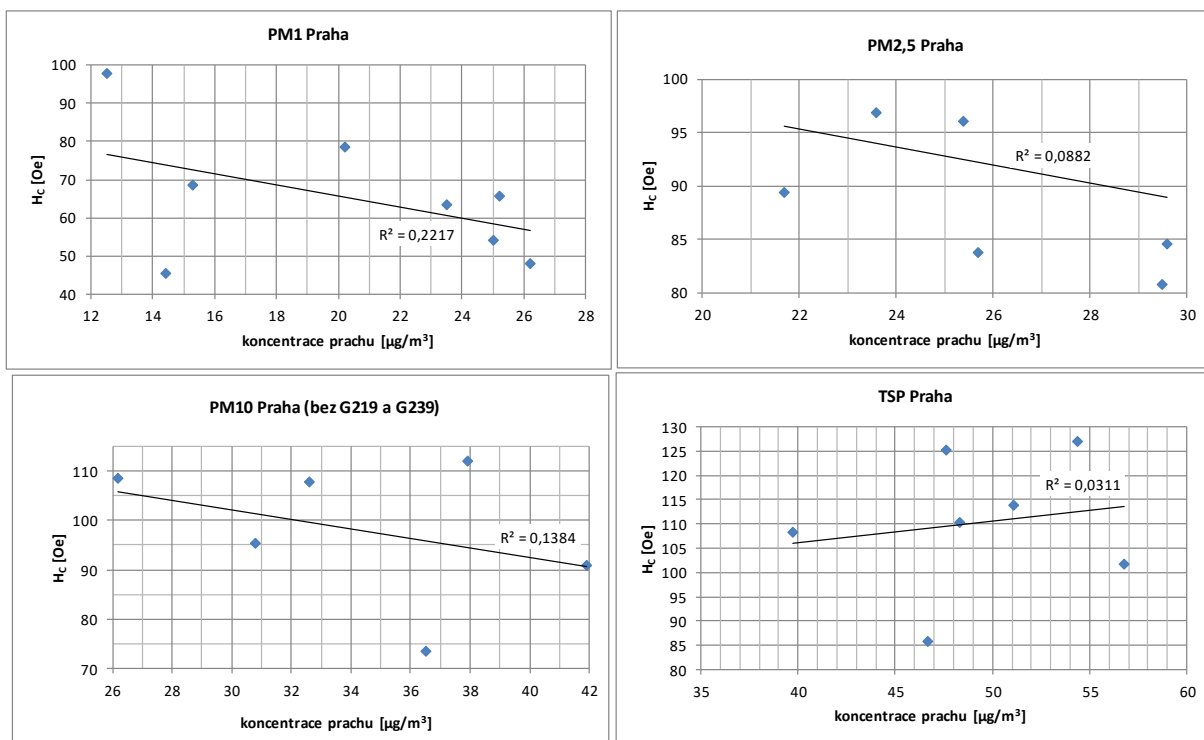 PM1 Praha
100
90
80
70
60
50
40
H_C [Oe]
R² = 0,2217
12 14 16 18 20 22 24 26 28
koncentrace prachu [µg/m³]
PM2,5 Praha
100
95
90
85
80
H_C [Oe]
R² = 0,0882
20 22 24 26 28 30
koncentrace prachu [µg/m³]
PM10 Praha (bez G219 a G239)
110
100
90
80
70
H_C [Oe]
R² = 0,1384
26 28 30 32 34 36 38 40 42
koncentrace prachu [µg/m³]
TSP Praha
130
125
120
115
110
105
100
95
90
85
80
H_C [Oe]
R² = 0,0311
35 40 45 50 55 60
koncentrace prachu [µg/m³]